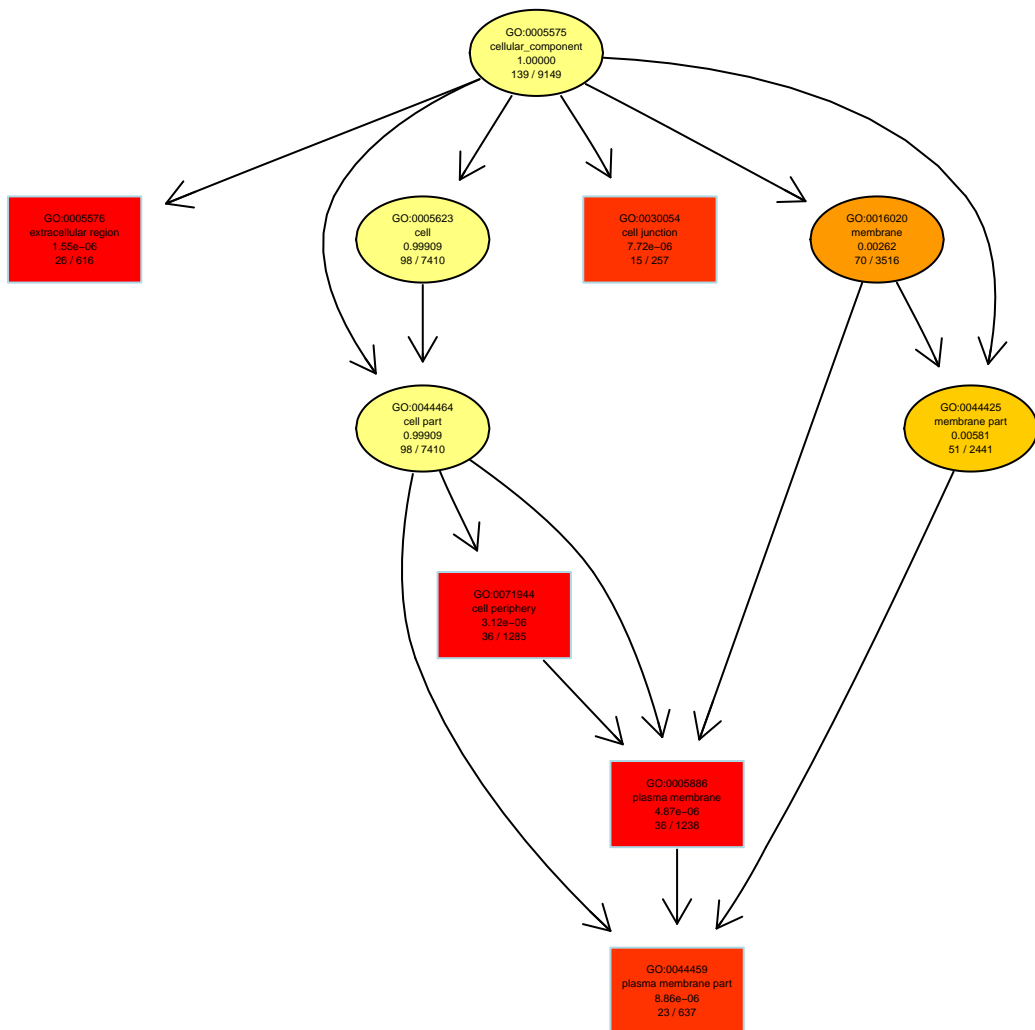 GO:0005575
cellular_component
1.00000
139 / 9149
GO:0005576
extracellular region
1.55e−06
26 / 616
GO:0005623
cell
0.99909
98 / 7410
GO:0030054
cell junction
7.72e−06
15 / 257
GO:0016020
membrane
0.00262
70 / 3516
GO:0044464
cell part
0.99909
98 / 7410
GO:0044425
membrane part
0.00581
51 / 2441
GO:0071944
cell periphery
3.12e−06
36 / 1285
GO:0005886
plasma membrane
4.87e−06
36 / 1238
GO:0044459
plasma membrane part
8.86e−06
23 / 637